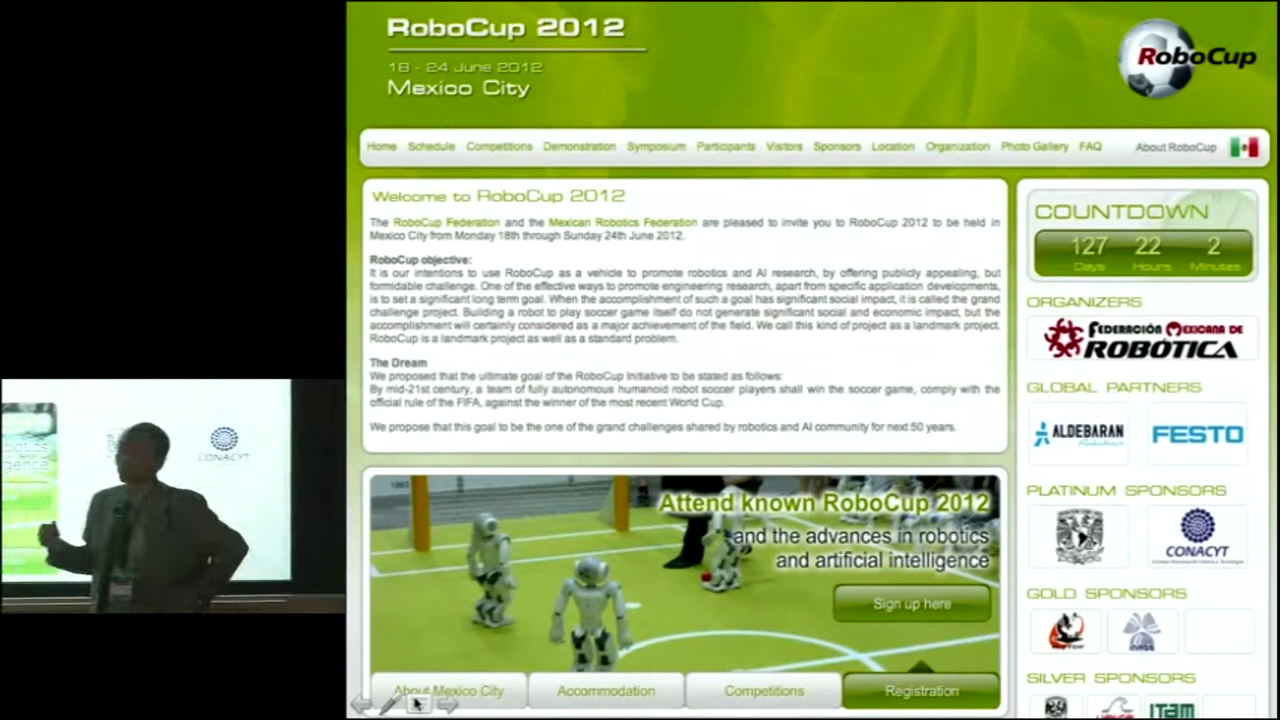 RoboCup 2012
18 - 24 June 2012
Mexico City
RoboCup
Home Schedule Competitions Demonstration Symposium Participants Visitors Sponsors Location Organization Photo Gallery FAQ About RoboCup
Welcome to RoboCup 2012
The RoboCup Federation and the Mexican Robotics Federation are pleased to invite you to RoboCup 2012 to be held in
Mexico City from Monday 18th through Sunday 24th June 2012.
RoboCup objective:
It is our intentions to use RoboCup as a vehicle to promote robotics and AI research, by offering publicly appealing, but
formidable challenge. One of the effective ways to promote engineering research, apart from specific application developments,
is to set a significant long term goal. When the accomplishment of such a goal has significant social impact, it is called the grand
challenge project. Building a robot to play soccer game itself do not generate significant social and economic impact, but the
accomplishment will certainly considered as a major achievement of the field. We call this kind of project as a landmark project.
RoboCup is a landmark project as well as a standard problem.
The Dream
We proposed that the ultimate goal of the RoboCup Initiative to be stated as follows:
By mid-21st century, a team of fully autonomous humanoid robot soccer players shall win the soccer game, comply with the
official rule of the FIFA, against the winner of the most recent World Cup.
We propose that this goal to be the one of the grand challenges shared by robotics and AI community for next 50 years.
Attend known RoboCup 2012
and the advances in robotics
and artificial intelligence
Sign up here
About Mexico City Accommodation Competitions Registration
COUNTDOWN
127 22 2
Days Hours Minutes
ORGANIZERS
FEDERACIÓN MEXICANA DE
ROBÓTICA
GLOBAL PARTNERS
ALDEBARAN
Robotics
FESTO
PLATINUM SPONSORS
CONACYT
GOLD SPONSORS
SILVER SPONSORS
ITAM
CONACYT